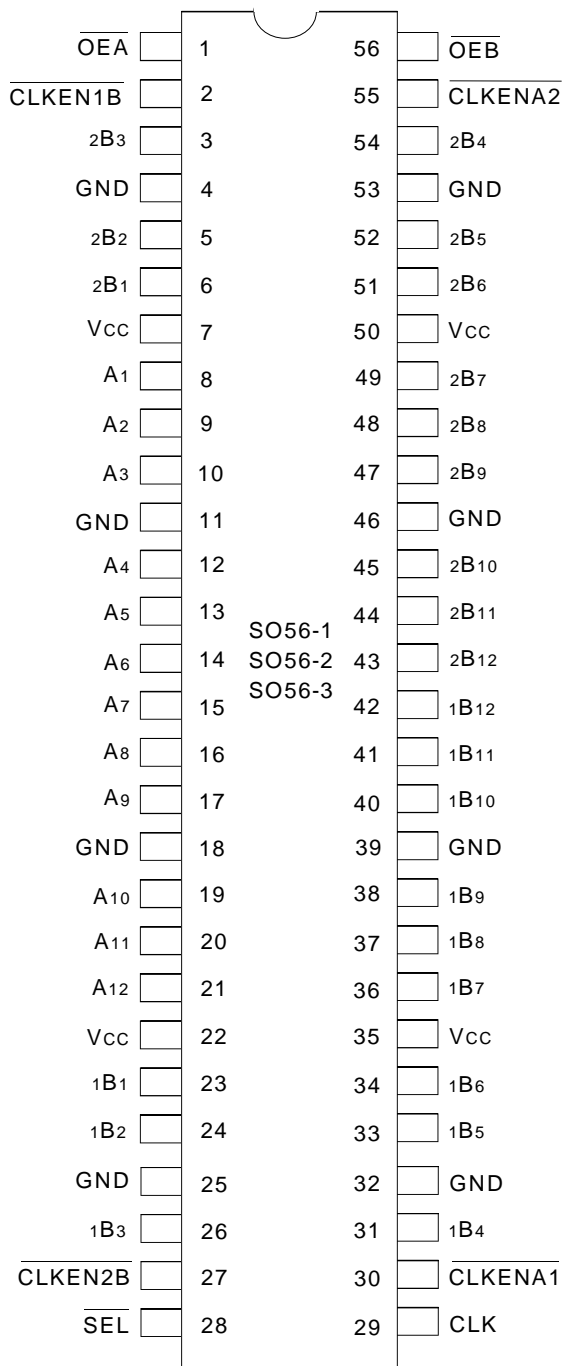 OEA 1 56 OEB
CLKEN1B 2 55 CLKENA2
2B3 3 54 2B4
GND 4 53 GND
2B2 5 52 2B5
2B1 6 51 2B6
VCC 7 50 VCC
A1 8 49 2B7
A2 9 48 2B8
A3 10 47 2B9
GND 11 46 GND
A4 12 45 2B10
A5 13 44 2B11
SO56-1
A6 14 SO56-2 43 2B12
SO56-3
A7 15 42 1B12
A8 16 41 1B11
A9 17 40 1B10
GND 18 39 GND
A10 19 38 1B9
A11 20 37 1B8
A12 21 36 1B7
VCC 22 35 VCC
1B1 23 34 1B6
1B2 24 33 1B5
GND 25 32 GND
1B3 26 31 1B4
CLKEN2B 27 30 CLKENA1
SEL 28 29 CLK